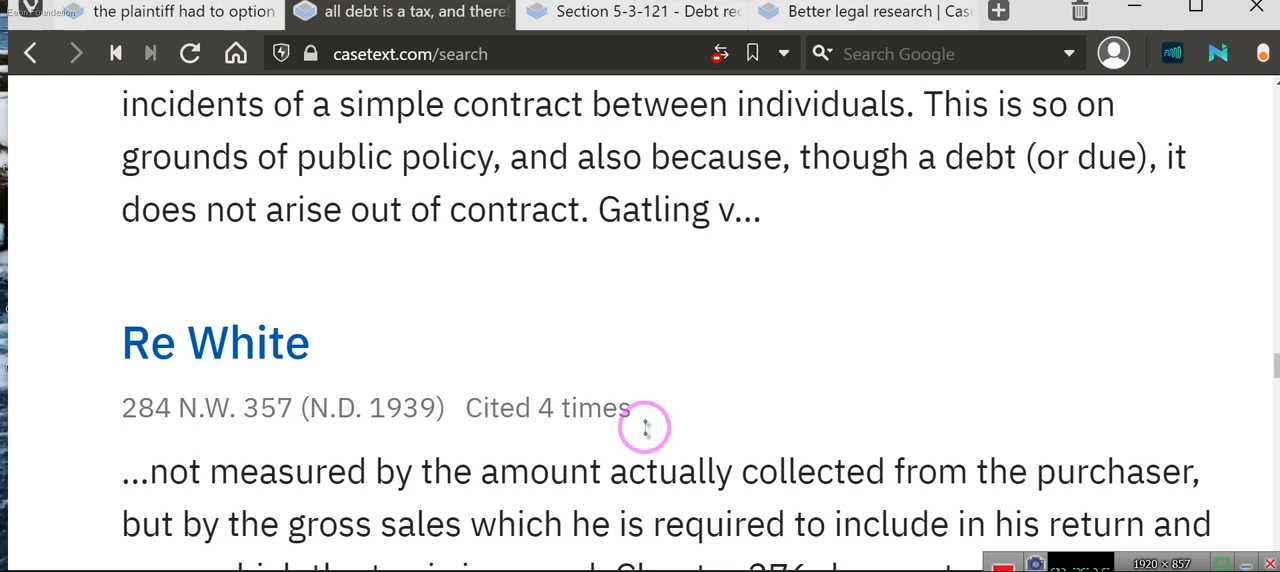 the plaintiff had to option
all debt is a tax, and there
Section 5-3-121 - Debt rec
Better legal research | Cas
casetext.com/search
Search Google
incidents of a simple contract between individuals. This is so on
grounds of public policy, and also because, though a debt (or due), it
does not arise out of contract. Gatling v...
Re White
284 N.W. 357 (N.D. 1939) Cited 4 times
...not measured by the amount actually collected from the purchaser,
but by the gross sales which he is required to include in his return and
1920 × 857